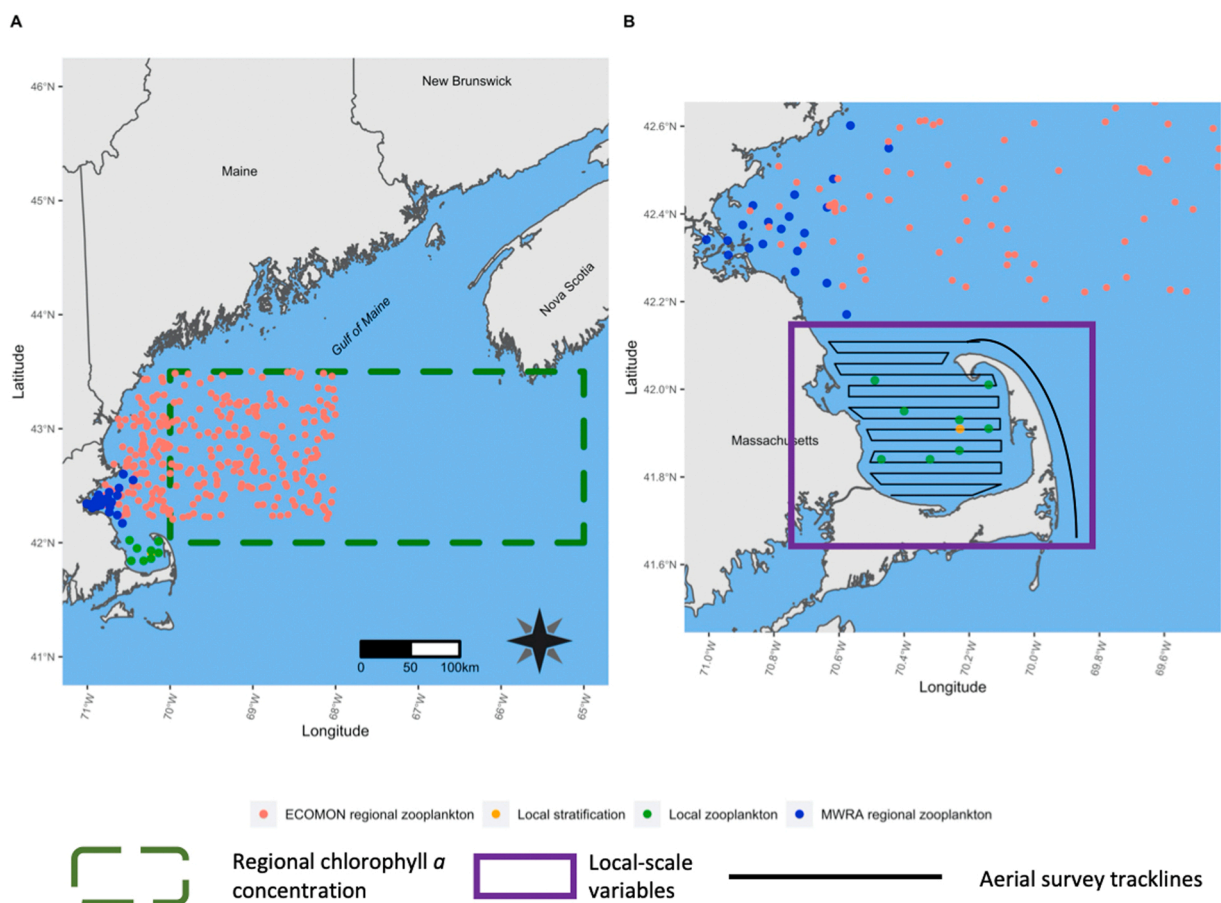 A
B
New Brunswick
Maine
Nova Scotia
Gulf of Maine
46°N
45°N
44°N
43°N
42°N
41°N
Latitude
0 50 100km
71°W 70°W 69°W 68°W 67°W 66°W 65°W
Longitude
42.6°N
42.4°N
42.2°N
42.0°N
41.8°N
41.6°N
Latitude
Massachusetts
71.0°W 70.8°W 70.6°W 70.4°W 70.2°W 70.0°W 69.8°W 69.6°W
Longitude
ECOMON regional zooplankton Local stratification Local zooplankton MWRA regional zooplankton
Regional chlorophyll a
concentration
Local-scale
variables
Aerial survey tracklines